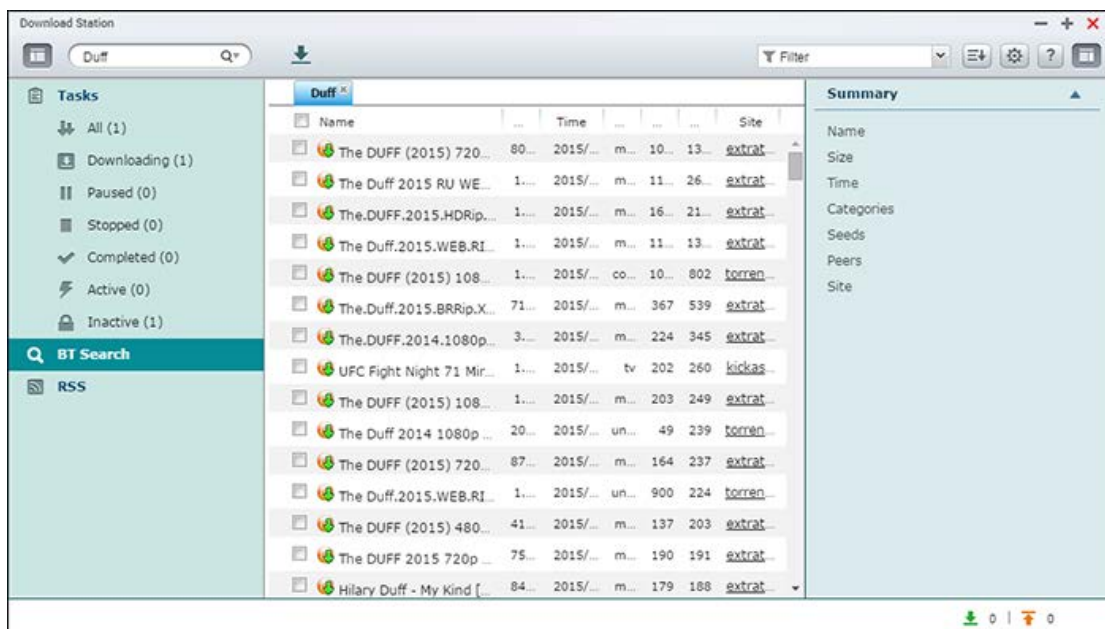 Download Station
Duff
Filter
?
Tasks
All (1)
Downloading (1)
Paused (0)
Stopped (0)
Completed (0)
Active (0)
Inactive (1)
BT Search
RSS
Duff
Name ... Time ... ... ... Site
The DUFF (2015) 720... 80... 2015/... m... 10... 13... extrat...
The Duff 2015 RU WE... 1.... 2015/... m... 11... 26... extrat...
The.DUFF.2015.HDRip.... 1.... 2015/... m... 16... 21... extrat...
The Duff.2015.WEB.RI... 1.... 2015/... m... 11... 13... extrat...
The DUFF (2015) 108... 1.... 2015/... co... 10... 802 torren...
The.Duff.2015.BRRip.X... 71... 2015/... m... 367 539 extrat...
The.DUFF.2014.1080p... 3.... 2015/... m... 224 345 extrat...
UFC Fight Night 71 Mir... 1.... 2015/... tv 202 260 kickas...
The DUFF (2015) 108... 1.... 2015/... m... 203 249 extrat...
The Duff 2014 1080p ... 20... 2015/... un... 49 239 torren...
The DUFF (2015) 720... 87... 2015/... m... 164 237 extrat...
The Duff.2015.WEB.RI... 1.... 2015/... un... 900 224 torren...
The DUFF (2015) 480... 41... 2015/... m... 137 203 extrat...
The DUFF 2015 720p ... 75... 2015/... m... 190 191 extrat...
Hilary Duff - My Kind [... 84... 2015/... m... 179 188 extrat...
Summary
Name
Size
Time
Categories
Seeds
Peers
Site
0 | 0